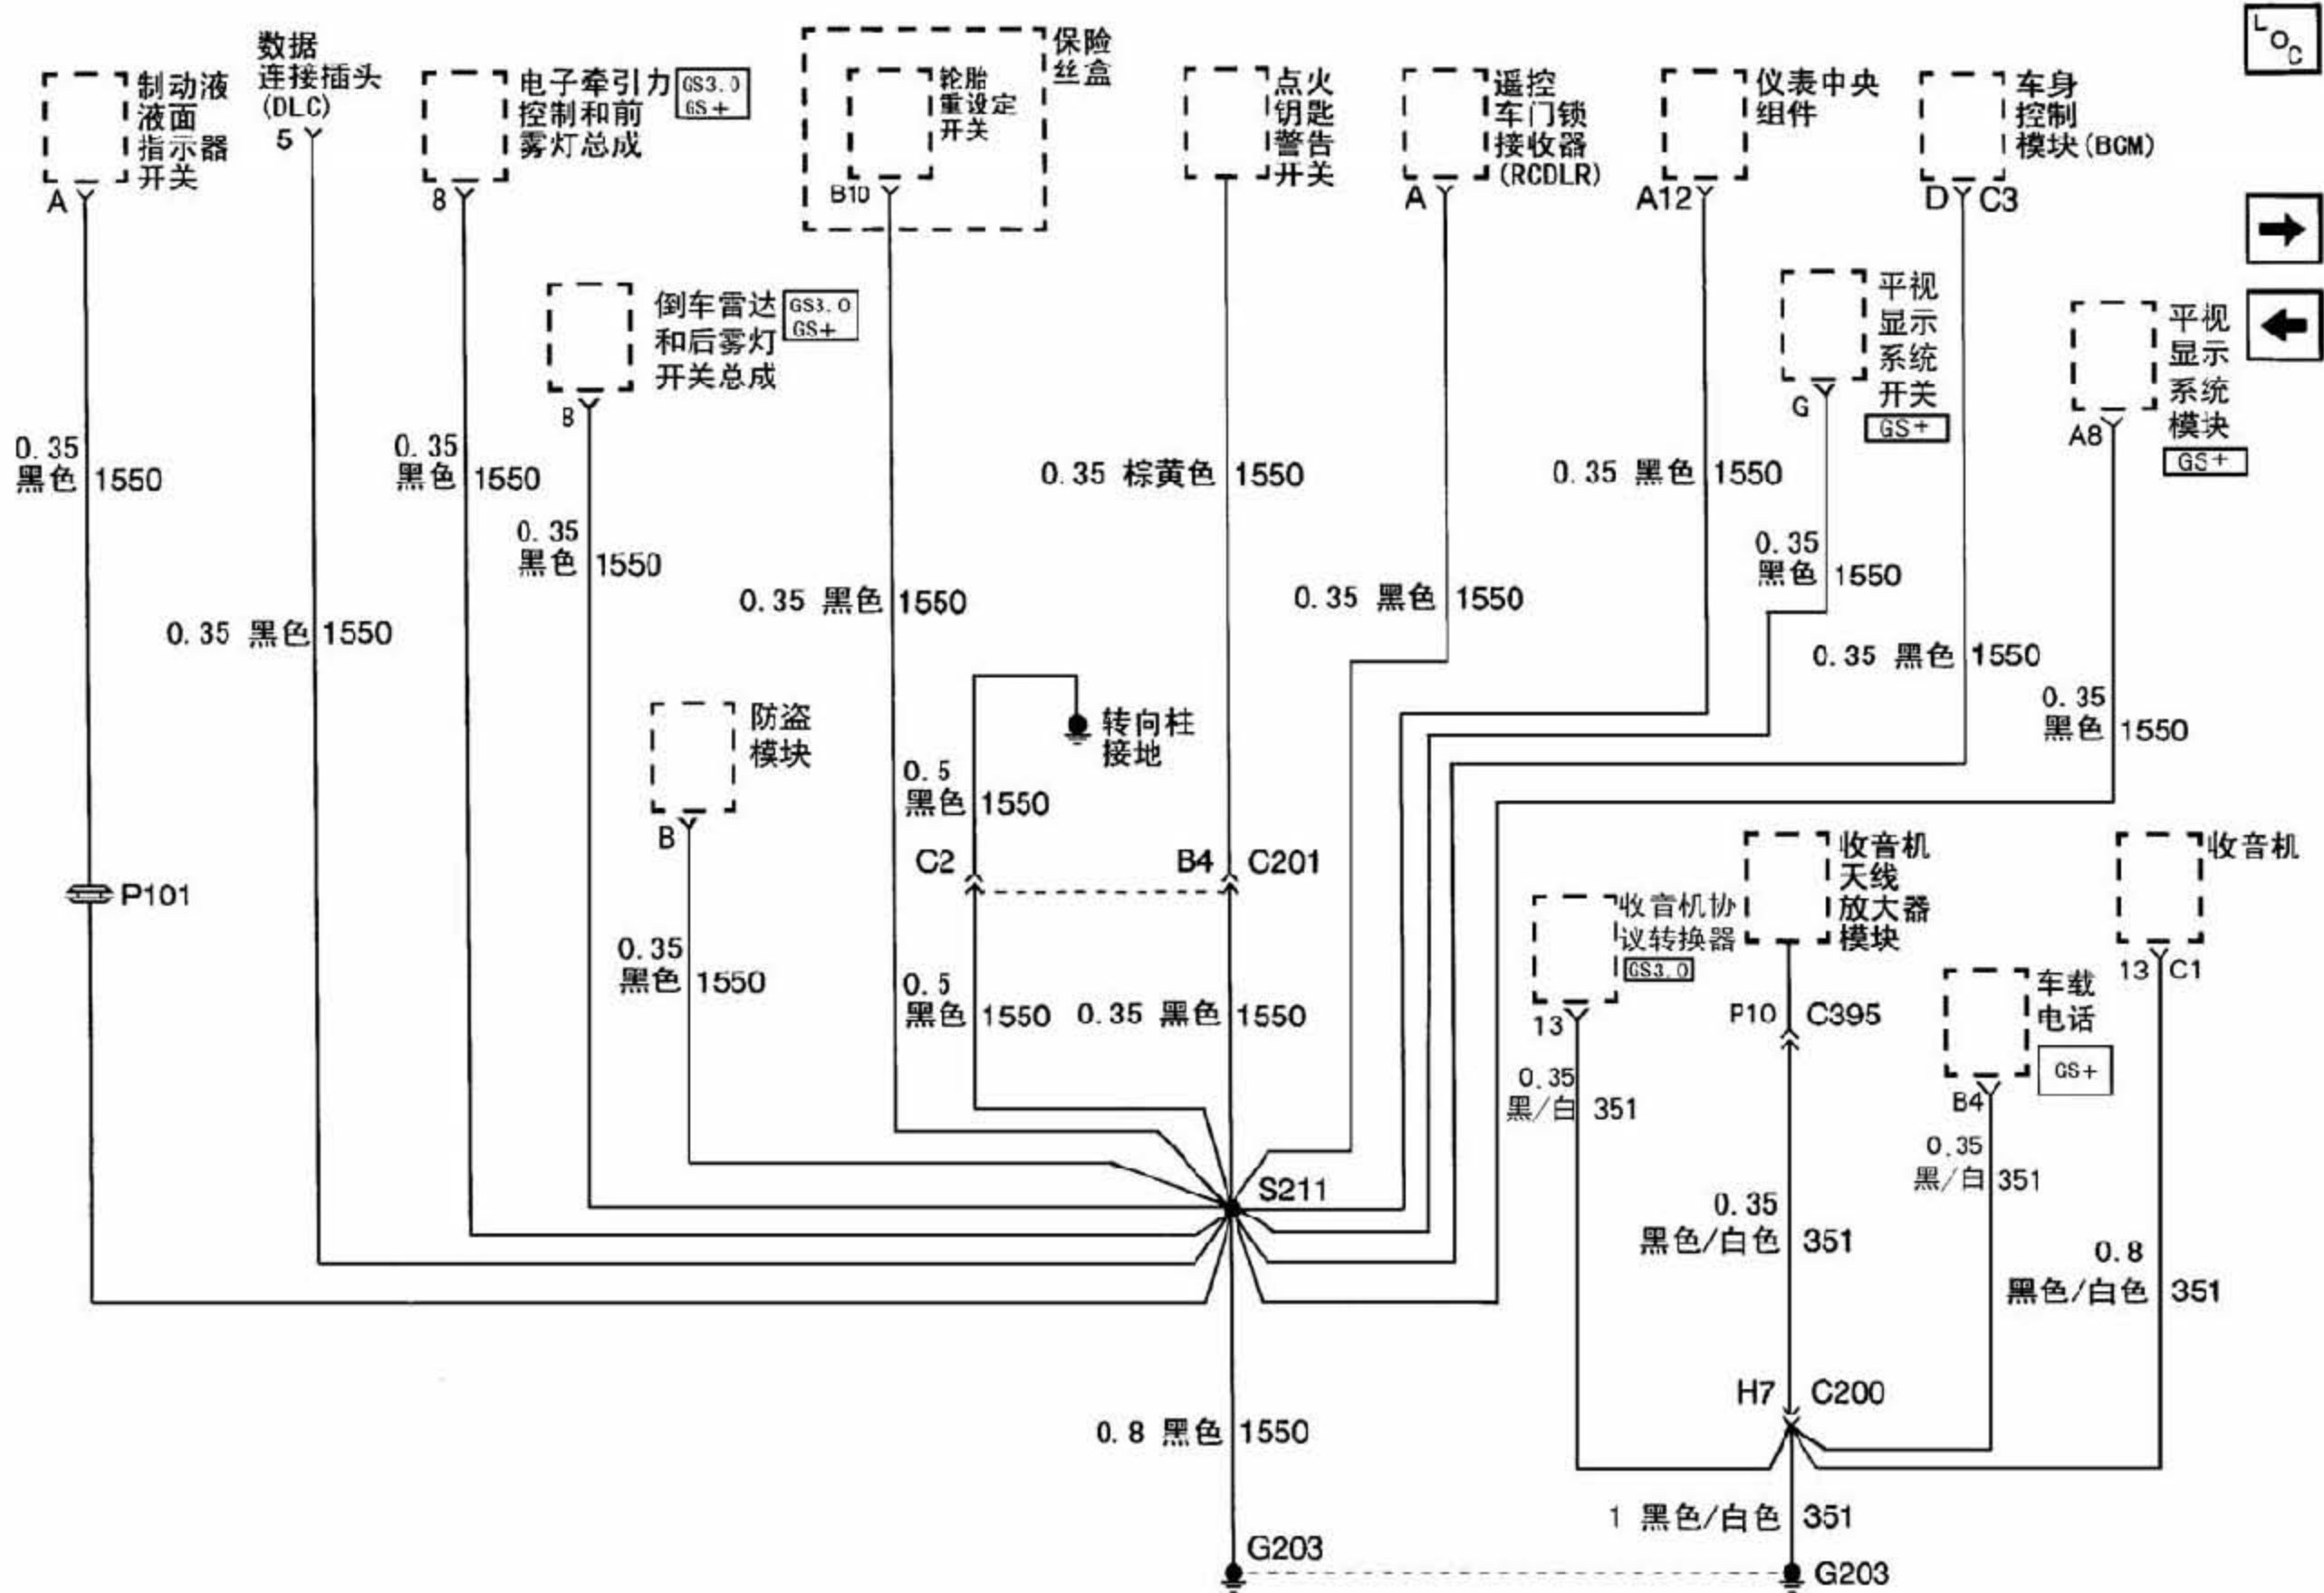 L
O
C
数据
连接插头
(DLC)
5
制动液
液面
指示器
开关
A
电子牵引力
控制和前
雾灯总成
GS3.0
GS+
8
保险
丝盒
轮胎
重设定
开关
B10
点火
钥匙
警告
开关
遥控
车门锁
接收器
(RCDLR)
A
仪表中央
组件
A12
车身
控制
模块(BCM)
D
C3
倒车雷达
和后雾灯
开关总成
GS3.0
GS+
8
平视
显示
系统
开关
GS+
G
平视
显示
系统
模块
GS+
A8
0.35
黑色 1550
0.35
黑色 1550
0.35
黑色 1550
0.35 棕黄色 1550
0.35 黑色 1550
0.35
黑色 1550
0.35 黑色 1550
0.35 黑色 1550
0.35 黑色 1550
0.35 黑色 1550
0.35
黑色 1550
防盗
模块
B
转向柱
接地
0.5
黑色 1550
C2
B4 C201
P101
0.35
黑色 1550
0.5
黑色 1550
0.35 黑色 1550
收音机协
议转换器
GS3.0
13
收音机
天线
放大器
模块
P10 C395
收音机
13 C1
车载
电话
GS+
B4
0.35
黑/白 351
0.35
黑/白 351
S211
0.35
黑色/白色 351
0.8
黑色/白色 351
H7 C200
0.8 黑色 1550
1 黑色/白色 351
G203
G203